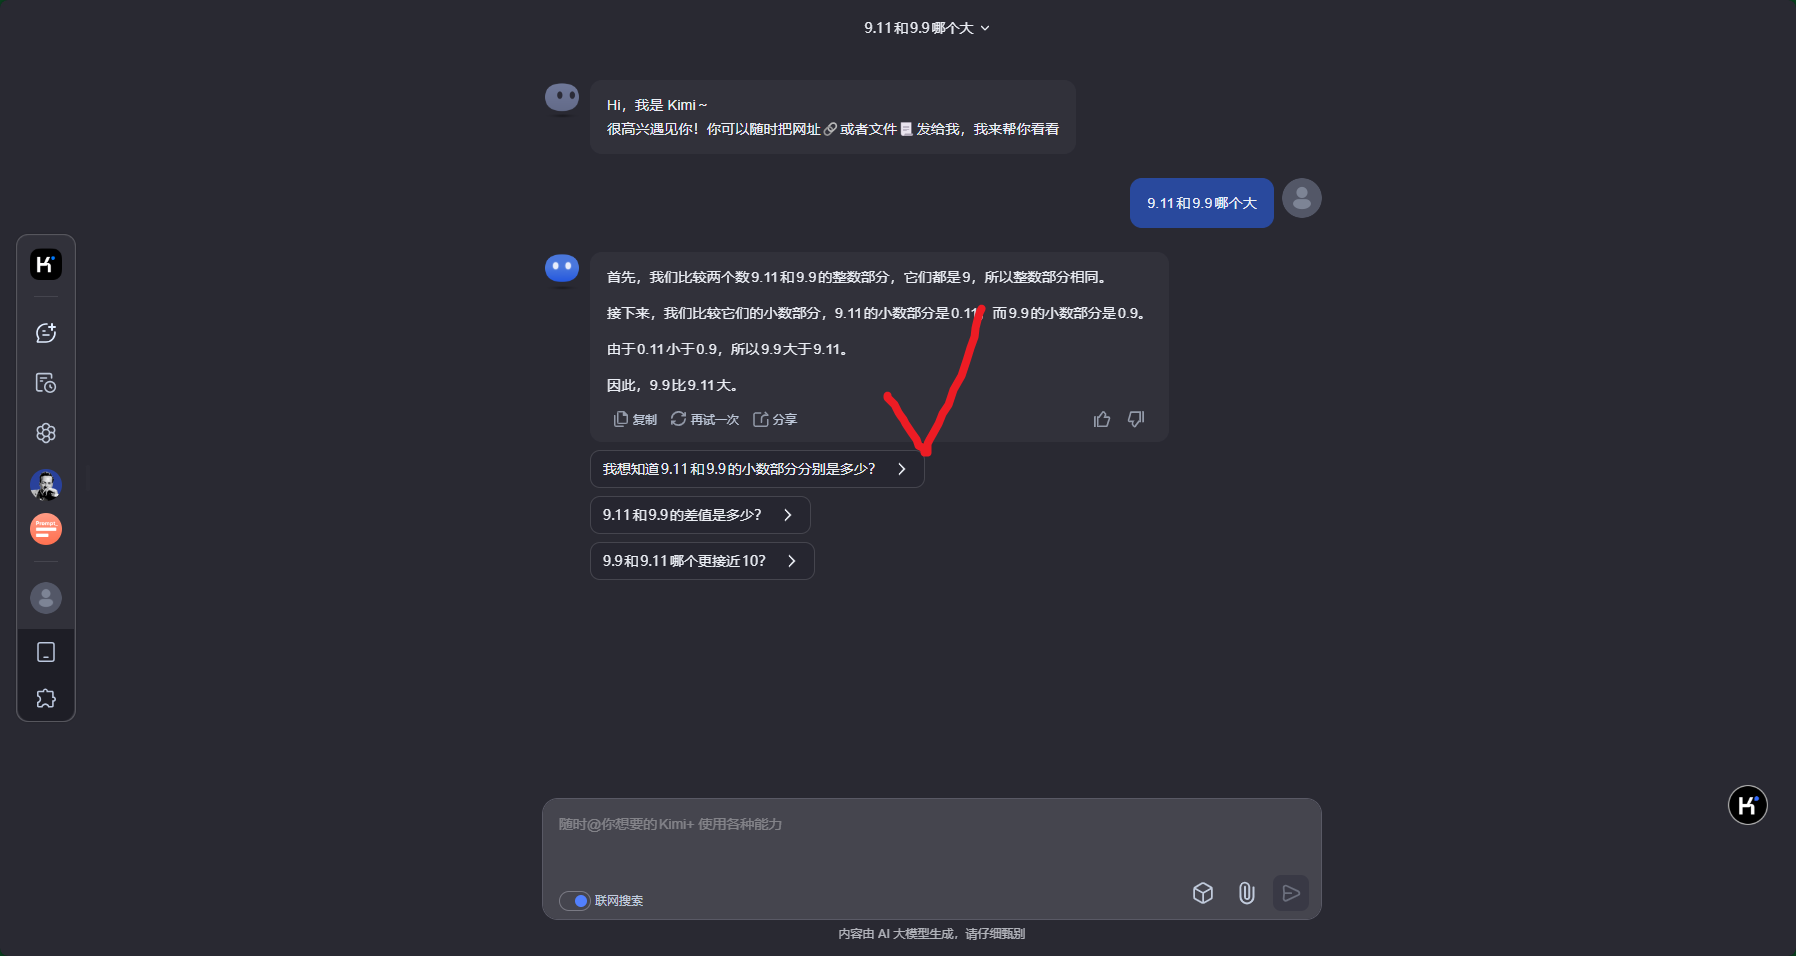 9.11和9.9哪个大
Hi，我是 Kimi～
很高兴遇见你！你可以随时把网址🔗或者文件📃发给我，我来帮你看看
9.11和9.9哪个大
首先，我们比较两个数9.11和9.9的整数部分，它们都是9，所以整数部分相同。
接下来，我们比较它们的小数部分，9.11的小数部分是0.11，而9.9的小数部分是0.9。
由于0.11小于0.9，所以9.9大于9.11。
因此，9.9比9.11大。
复制 再试一次 分享
我想知道9.11和9.9的小数部分分别是多少？
9.11和9.9的差值是多少？
9.9和9.11哪个更接近10？
Prompt
随时@你想要的Kimi+ 使用各种能力
联网搜索
内容由 AI 大模型生成，请仔细甄别